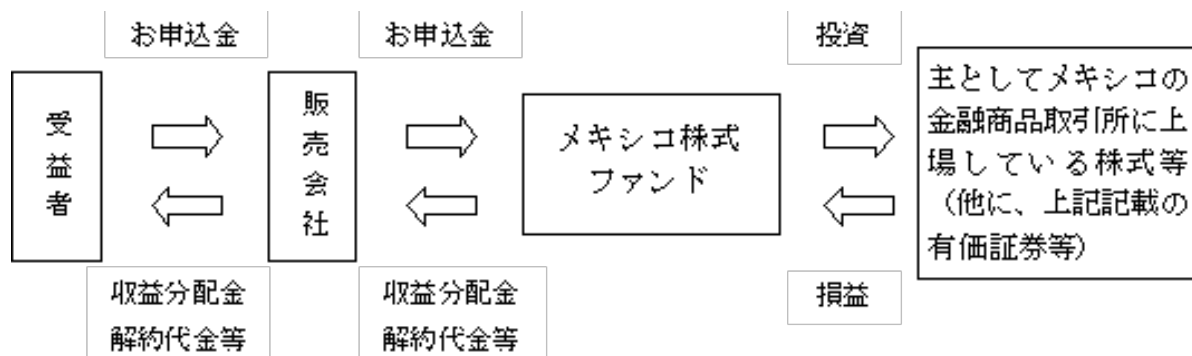 お申込金
お申込金
投資
受益者
販売会社
メキシコ株式
ファンド
主としてメキシコの
金融商品取引所に上
場している株式等
（他に、上記記載の
有価証券等）
収益分配金
解約代金等
収益分配金
解約代金等
損益